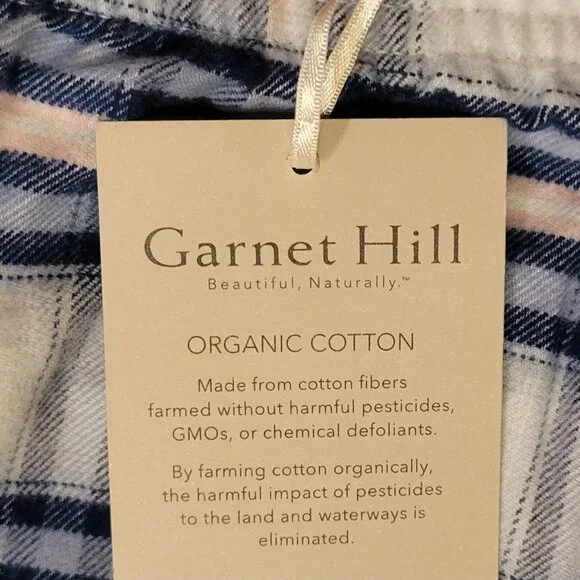 Garnet Hill
Beautiful, Naturally.™
ORGANIC COTTON
Made from cotton fibers
farmed without harmful pesticides,
GMOs, or chemical defoliants.
By farming cotton organically,
the harmful impact of pesticides
to the land and waterways is
eliminated.